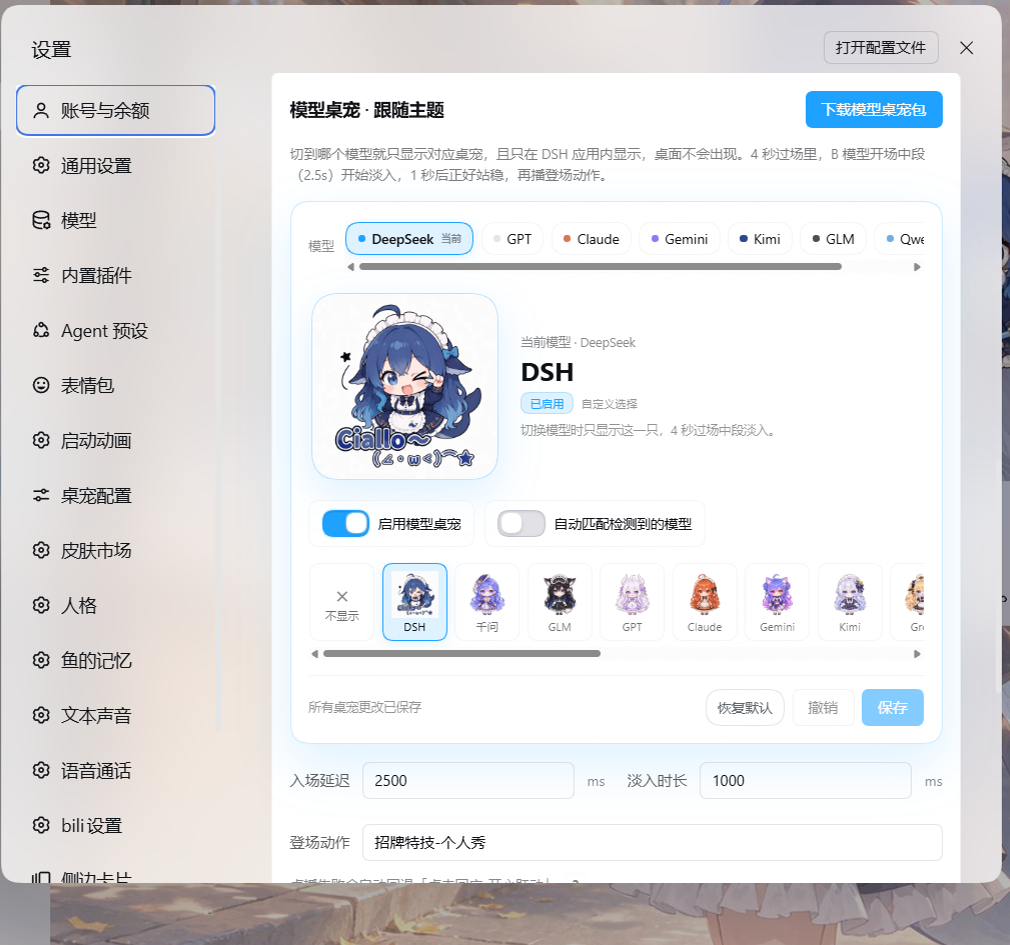 设置
打开配置文件
账号与余额
通用设置
模型
内置插件
Agent 预设
表情包
启动动画
桌宠配置
皮肤市场
人格
鱼的记忆
文本声音
语音通话
bili设置
侧边卡片
模型桌宠 · 跟随主题
下载模型桌宠包
切到哪个模型就只显示对应桌宠，且只在 DSH 应用内显示，桌面不会出现。4 秒过场里，B 模型开场中段
（2.5s）开始淡入，1 秒后正好站稳，再播登场动作。
模型 DeepSeek 当前 GPT Claude Gemini Kimi GLM Qwe
Ciallo～
(∠・ω<)⌒★
当前模型 · DeepSeek
DSH
已启用 自定义选择
切换模型时只显示这一只，4 秒过场中段淡入。
启用模型桌宠 自动匹配检测到的模型
不显示 DSH 千问 GLM GPT Claude Gemini Kimi Gr
所有桌宠更改已保存 恢复默认 撤销 保存
入场延迟 2500 ms 淡入时长 1000 ms
登场动作 招牌特技-个人秀